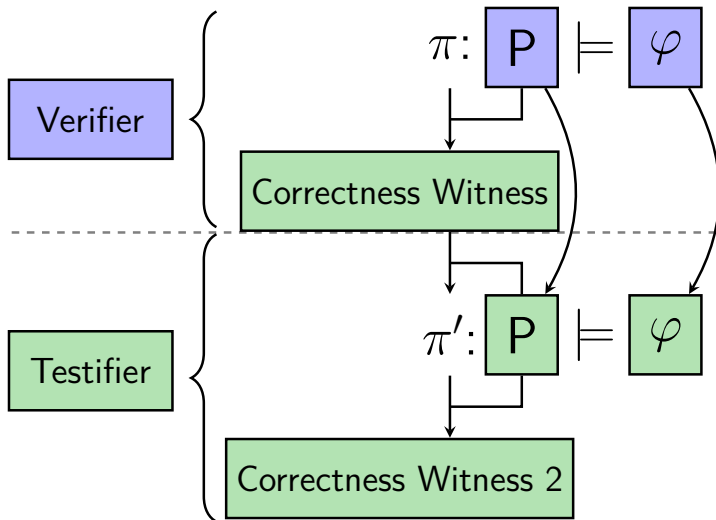 π: P ⊨ φ
Verifier
Correctness Witness
π′: P ⊨ φ
Testifier
Correctness Witness 2